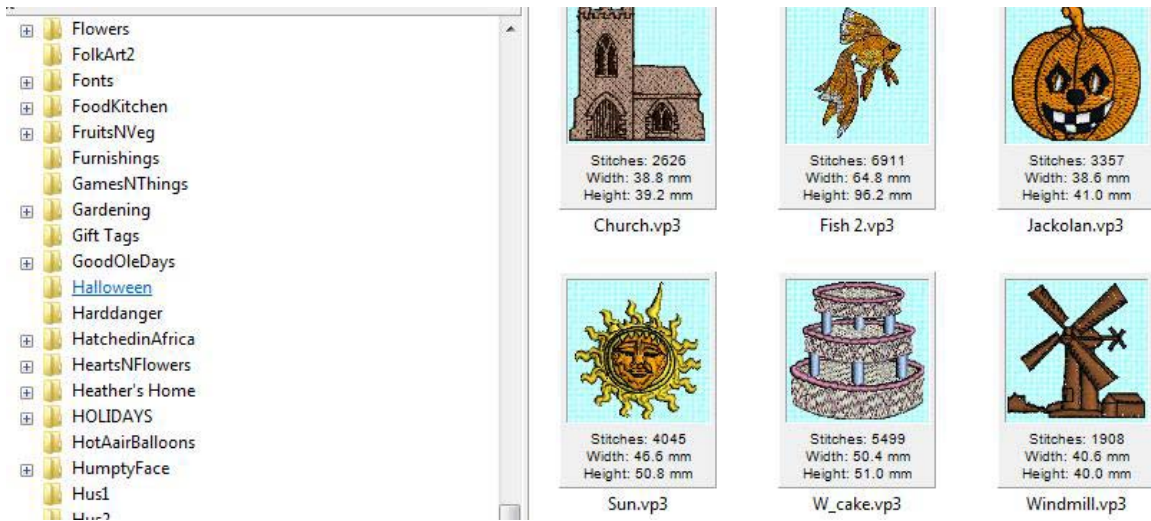 Flowers
FolkArt2
Fonts
FoodKitchen
FruitsNVeg
Furnishings
GamesNThings
Gardening
Gift Tags
GoodOleDays
Halloween
Harddanger
HatchedinAfrica
HeartsNFlowers
Heather's Home
HOLIDAYS
HotAairBalloons
HumptyFace
Hus1
Hus2
Stitches: 2626
Width: 38.8 mm
Height: 39.2 mm
Church.vp3
Stitches: 6911
Width: 64.8 mm
Height: 96.2 mm
Fish 2.vp3
Stitches: 3357
Width: 38.6 mm
Height: 41.0 mm
Jackolan.vp3
Stitches: 4045
Width: 46.6 mm
Height: 50.8 mm
Sun.vp3
Stitches: 5499
Width: 50.4 mm
Height: 51.0 mm
W_cake.vp3
Stitches: 1908
Width: 40.6 mm
Height: 40.0 mm
Windmill.vp3